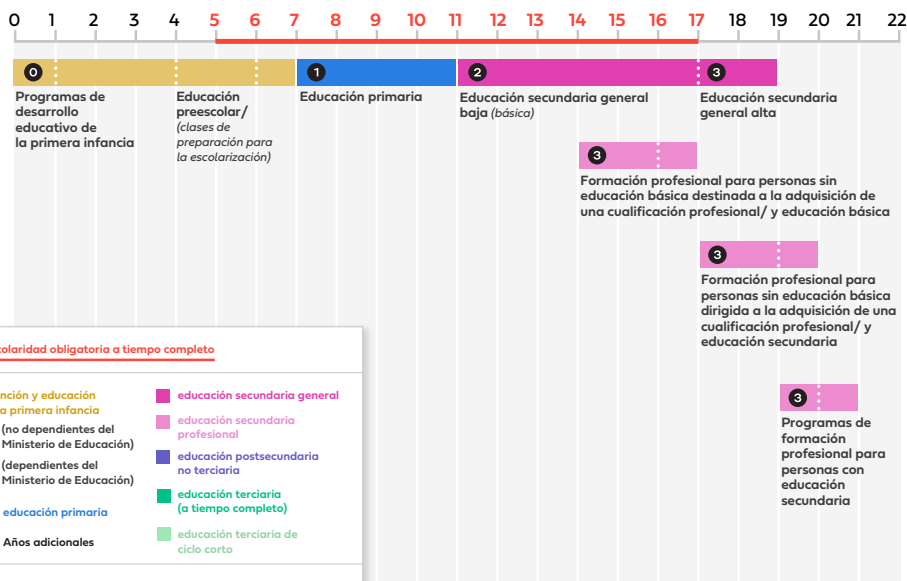 0 1 2 3 4 5 6 7 8 9 10 11 12 13 14 15 16 17 18 19 20 21 22
0
1
2
3
Programas de
desarrollo
educativo de
la primera infancia
Educación
preescolar/
(clases de
preparación para
la escolarización)
Educación primaria
Educación secundaria general
baja (básica)
Educación secundaria
general alta
3
Formación profesional para personas sin
educación básica destinada a la adquisición de
una cualificación profesional/ y educación básica
3
Formación profesional para
personas sin educación básica
dirigida a la adquisición de una
cualificación profesional/ y
educación secundaria
3
Programas de
formación
profesional para
personas con
educación
secundaria
colaridad obligatoria a tiempo completo
nción y educación
a primera infancia
(no dependientes del
Ministerio de Educación)
(dependientes del
Ministerio de Educación)
educación primaria
Años adicionales
educación secundaria general
educación secundaria
profesional
educación postsecundaria
no terciaria
educación terciaria
(a tiempo completo)
educación terciaria de
ciclo corto